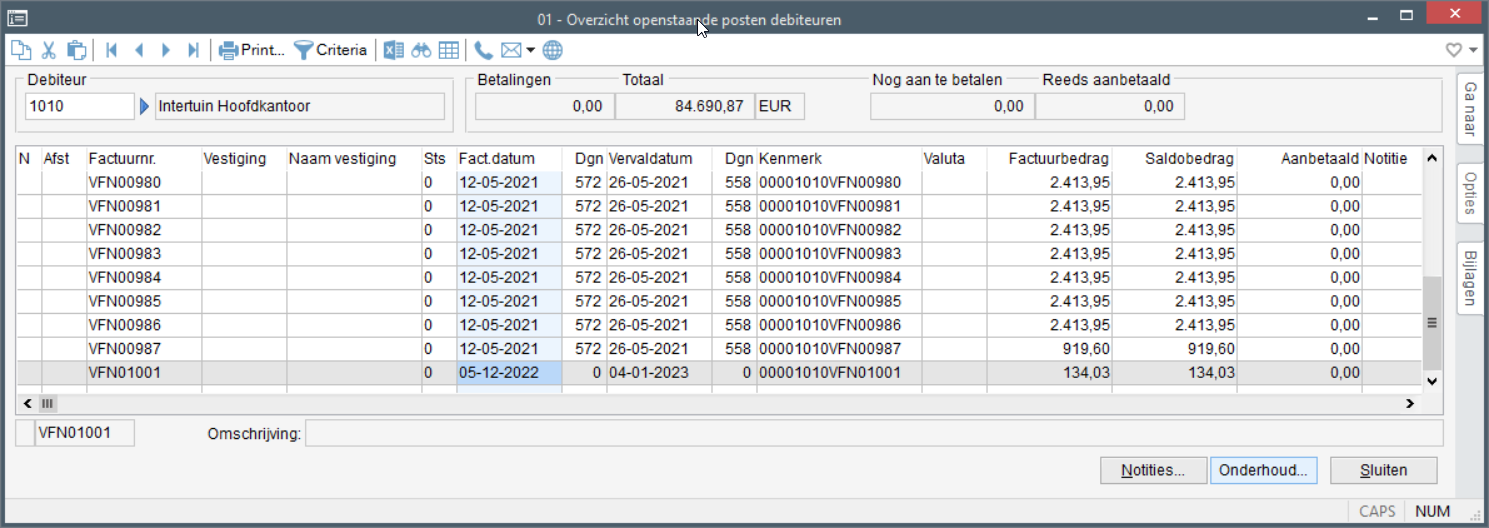 01 - Overzicht openstaande posten debiteuren
Print... Criteria
Debiteur Betalingen Totaal Nog aan te betalen Reeds aanbetaald
1010 Intertuin Hoofdkantoor 0,00 84.690,87 EUR 0,00 0,00
Ga naar
Opties
Bijlagen
N Afst Factuurnr. Vestiging Naam vestiging Sts Fact.datum Dgn Vervaldatum Dgn Kenmerk Valuta Factuurbedrag Saldobedrag Aanbetaald Notitie
VFN00980 0 12-05-2021 572 26-05-2021 558 00001010VFN00980 2.413,95 2.413,95 0,00
VFN00981 0 12-05-2021 572 26-05-2021 558 00001010VFN00981 2.413,95 2.413,95 0,00
VFN00982 0 12-05-2021 572 26-05-2021 558 00001010VFN00982 2.413,95 2.413,95 0,00
VFN00983 0 12-05-2021 572 26-05-2021 558 00001010VFN00983 2.413,95 2.413,95 0,00
VFN00984 0 12-05-2021 572 26-05-2021 558 00001010VFN00984 2.413,95 2.413,95 0,00
VFN00985 0 12-05-2021 572 26-05-2021 558 00001010VFN00985 2.413,95 2.413,95 0,00
VFN00986 0 12-05-2021 572 26-05-2021 558 00001010VFN00986 2.413,95 2.413,95 0,00
VFN00987 0 12-05-2021 572 26-05-2021 558 00001010VFN00987 919,60 919,60 0,00
VFN01001 0 05-12-2022 0 04-01-2023 0 00001010VFN01001 134,03 134,03 0,00
VFN01001 Omschrijving:
Notities... Onderhoud... Sluiten
CAPS NUM